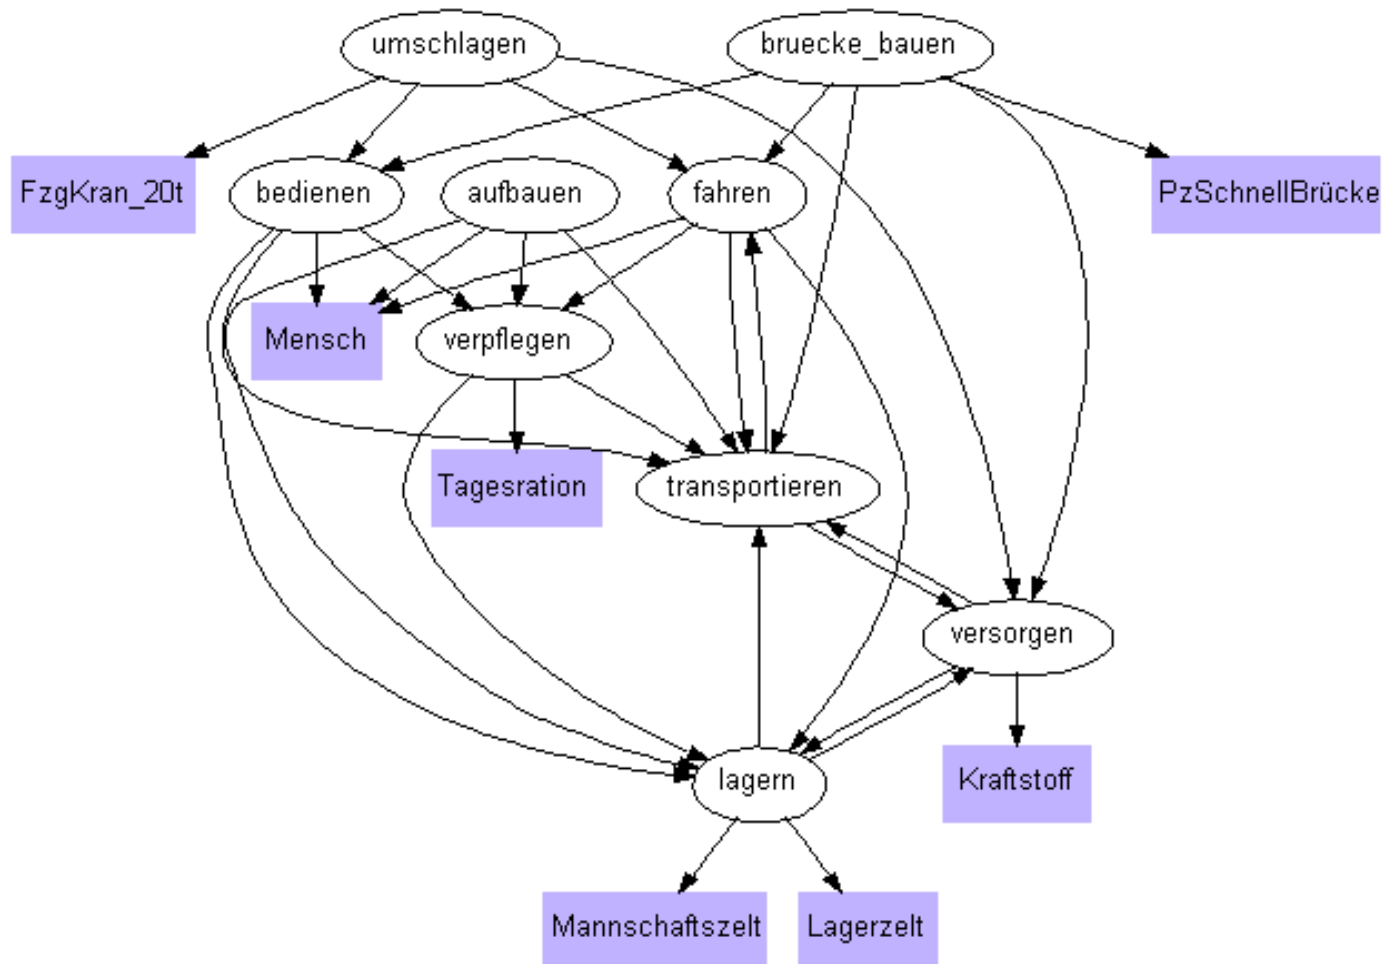 umschlagen
bruecke_bauen
FzgKran_20t
bedienen
aufbauen
fahren
PzSchnellBrücke
Mensch
verpflegen
Tagesration
transportieren
versorgen
lagern
Kraftstoff
Mannschaftszelt
Lagerzelt